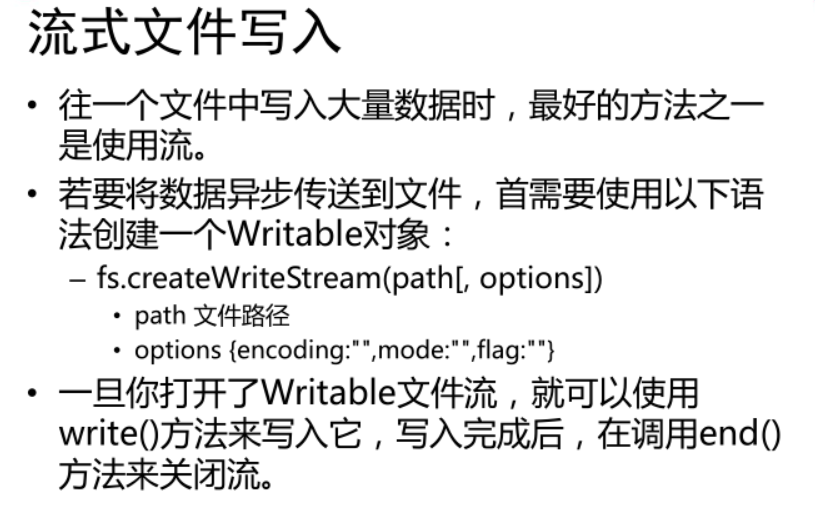 流式文件写入
• 往一个文件中写入大量数据时，最好的方法之一
是使用流。
• 若要将数据异步传送到文件，首需要使用以下语
法创建一个Writable对象：
– fs.createWriteStream(path[, options])
• path 文件路径
• options {encoding:"",mode:"",flag:""}
• 一旦你打开了Writable文件流，就可以使用
write()方法来写入它，写入完成后，在调用end()
方法来关闭流。